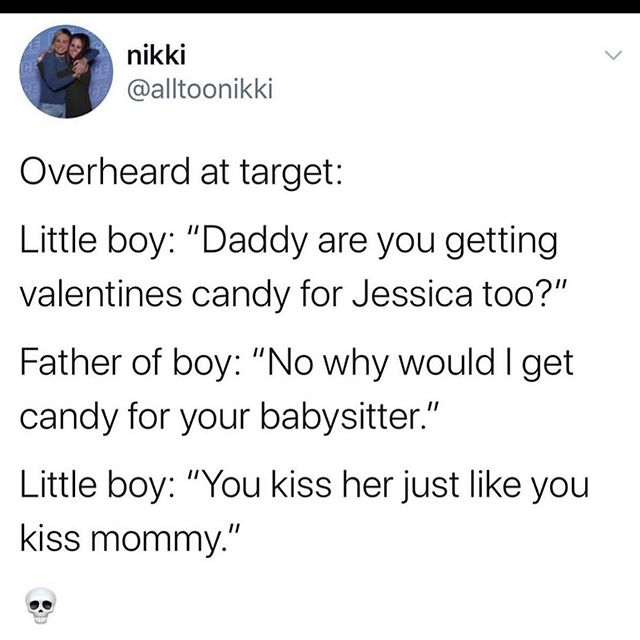 nikki
@alltoonikki
Overheard at target:
Little boy: “Daddy are you getting
valentines candy for Jessica too?”
Father of boy: “No why would I get
candy for your babysitter.”
Little boy: “You kiss her just like you
kiss mommy.”
💀